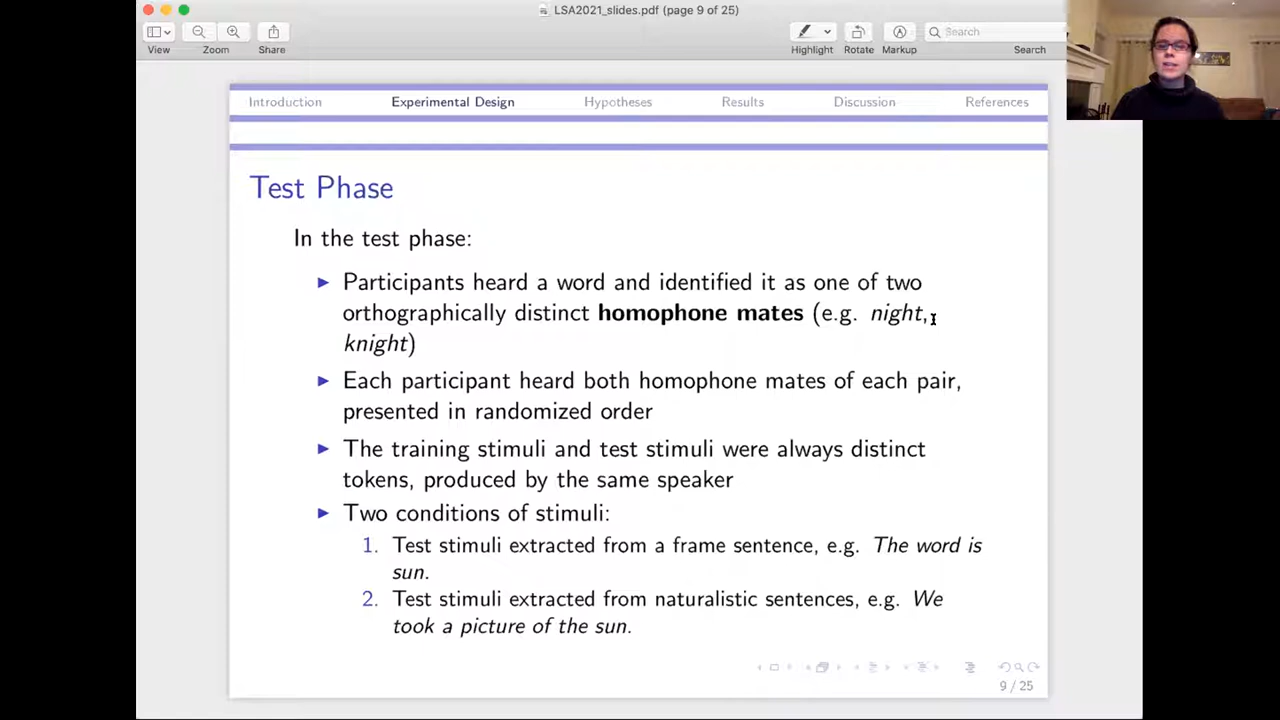 LSA2021_slides.pdf (page 9 of 25)
View Zoom Share Highlight Rotate Markup Search
Search
Introduction Experimental Design Hypotheses Results Discussion References
Test Phase
In the test phase:
Participants heard a word and identified it as one of two
orthographically distinct homophone mates (e.g. night,
knight)
Each participant heard both homophone mates of each pair,
presented in randomized order
The training stimuli and test stimuli were always distinct
tokens, produced by the same speaker
Two conditions of stimuli:
1. Test stimuli extracted from a frame sentence, e.g. The word is
sun.
2. Test stimuli extracted from naturalistic sentences, e.g. We
took a picture of the sun.
9 / 25